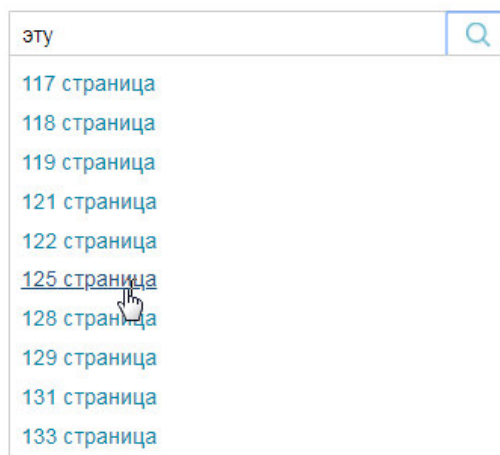 эту
117 страница
118 страница
119 страница
121 страница
122 страница
125 страница
128 страница
129 страница
131 страница
133 страница